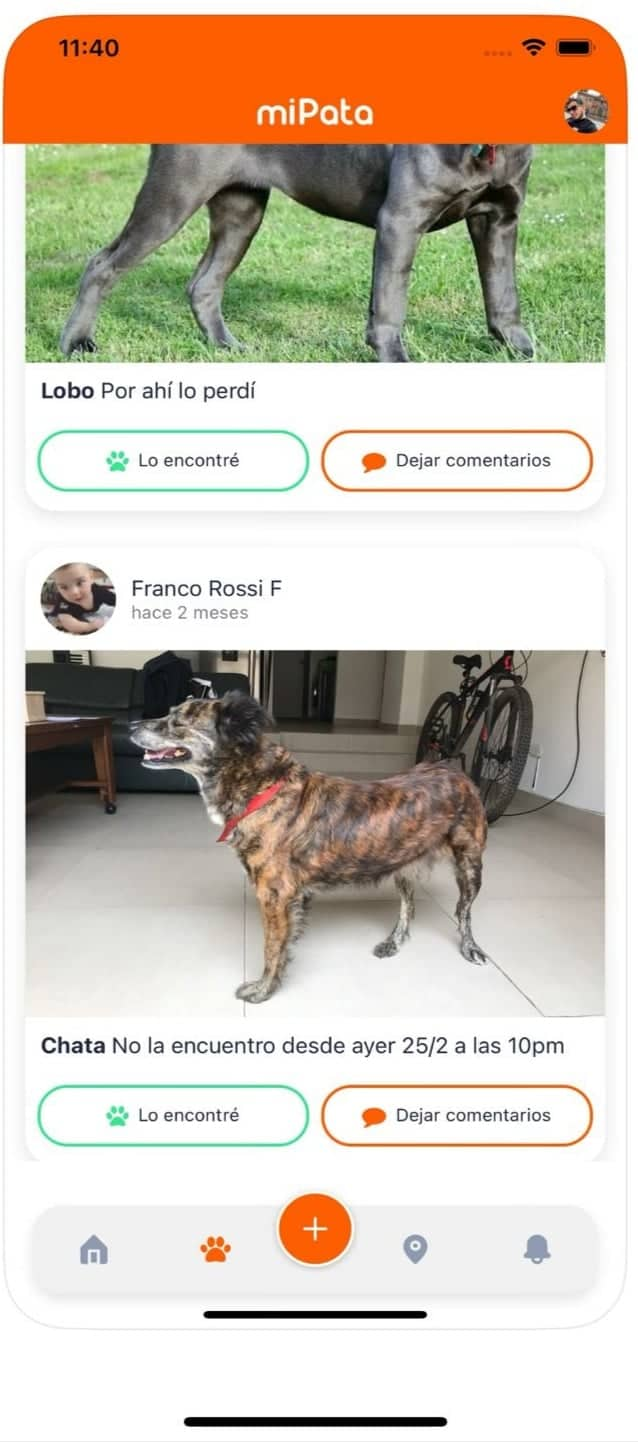 11:40
miPata
Lobo Por ahí lo perdí
Lo encontré
Dejar comentarios
Franco Rossi F
hace 2 meses
Chata No la encuentro desde ayer 25/2 a las 10pm
Lo encontré
Dejar comentarios